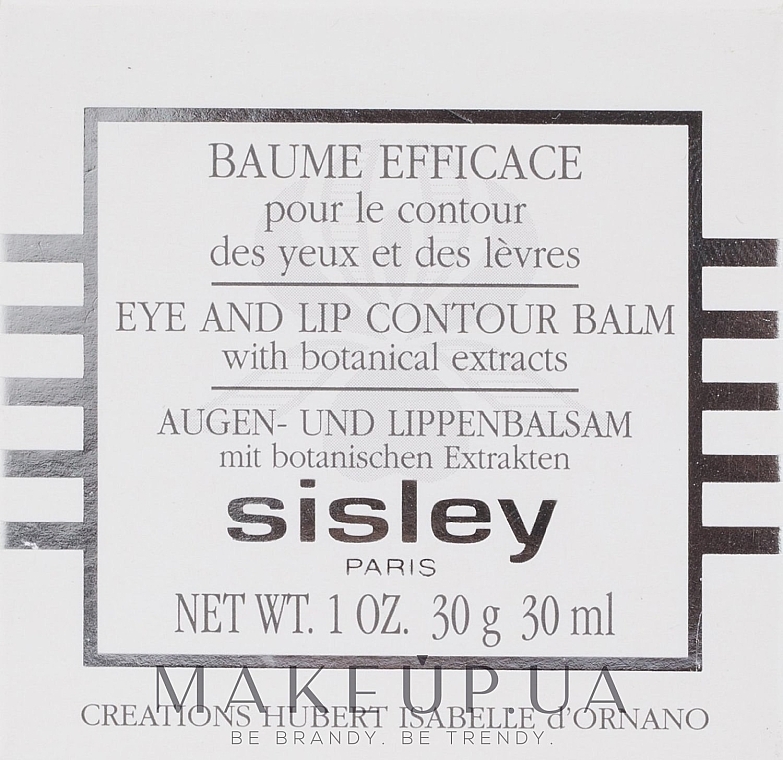 BAUME EFFICACE
pour le contour
des yeux et des lèvres
EYE AND LIP CONTOUR BALM
with botanical extracts
AUGEN- UND LIPPENBALSAM
mit botanischen Extrakten
sisley
PARIS
NET WT. 1 OZ. 30 g 30 ml
MAKEUP.UA
CREATIONS HUBERT ISABELLE d'ORNANO
BE BRANDY. BE TRENDY.